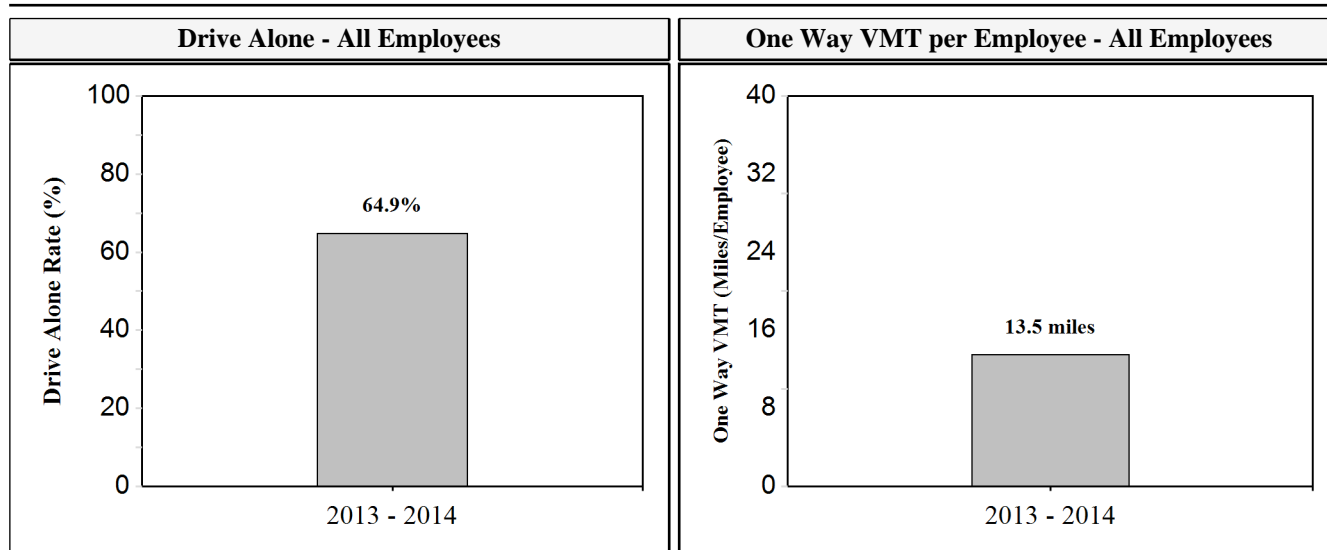 Drive Alone - All Employees
Drive Alone Rate (%)
100
80
60
40
20
0
64.9%
2013 - 2014
One Way VMT per Employee - All Employees
One Way VMT (Miles/Employee)
40
32
24
16
8
0
13.5 miles
2013 - 2014